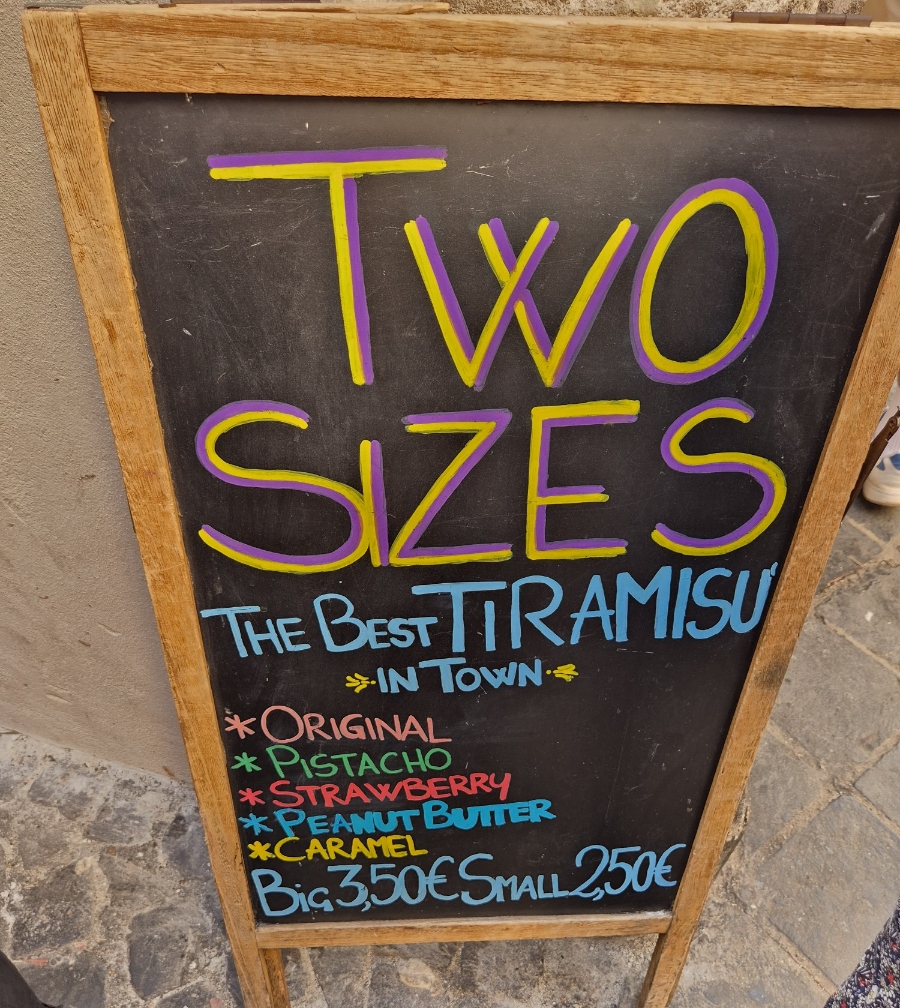 Two
Sizes
The Best TIRAMISU'
in Town
* Original
* Pistacho
* Strawberry
* Peanut Butter
* Caramel
Big 3,50€ Small 2,50€